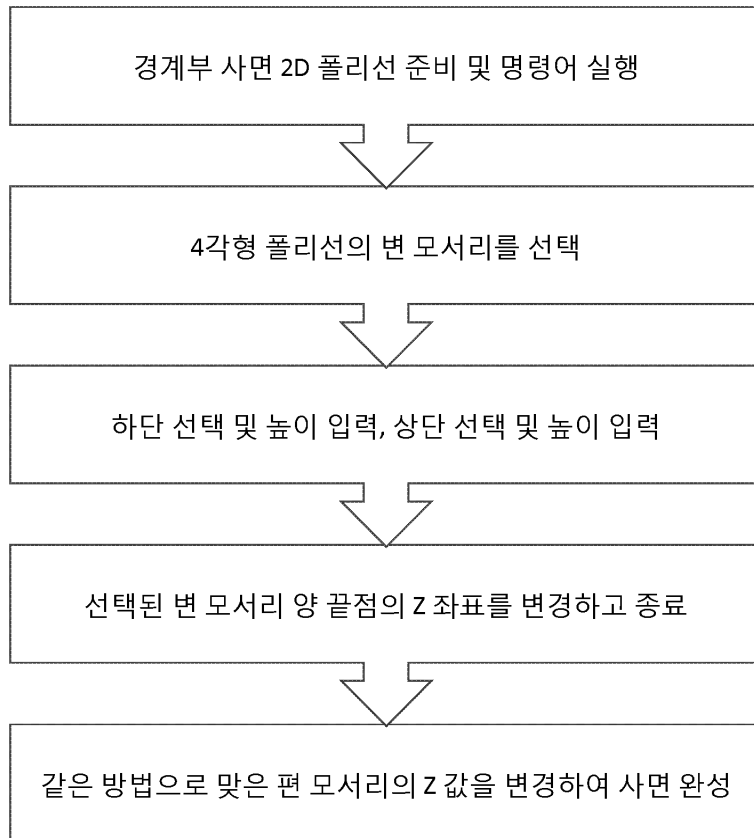 경계부 사면 2D 폴리선 준비 및 명령어 실행
4각형 폴리선의 변 모서리를 선택
하단 선택 및 높이 입력, 상단 선택 및 높이 입력
선택된 변 모서리 양 끝점의 Z 좌표를 변경하고 종료
같은 방법으로 맞은 편 모서리의 Z 값을 변경하여 사면 완성